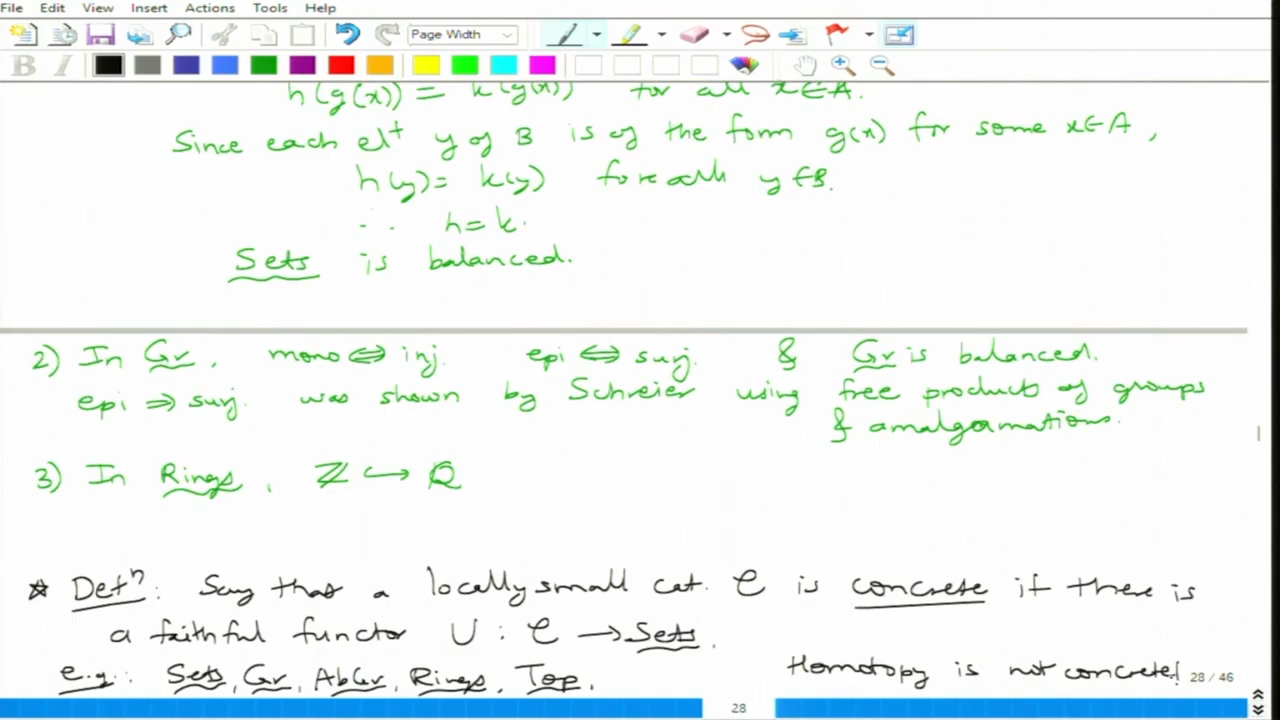 File Edit View Insert Actions Tools Help
Page Width
B I
h(g(x)) = k(g(x)) for all x∈A.
Since each elt y of B is of the form g(x) for some x∈A,
h(y) = k(y) for all y∈B.
∴ h=k.
Sets is balanced.
2) In Gr, mono ⇔ inj. epi ⇔ surj. & Gr is balanced.
epi ⇒ surj. was shown by Schreier using free product of groups
& amalgamations.
3) In Rings, ℤ ↪ ℚ
* Defⁿ: Say that a locally small cat. C is concrete if there is
a faithful functor U : C → Sets.
e.g.: Sets, Gr, AbGr, Rings, Top. Homotopy is not concrete!
28 / 46
28